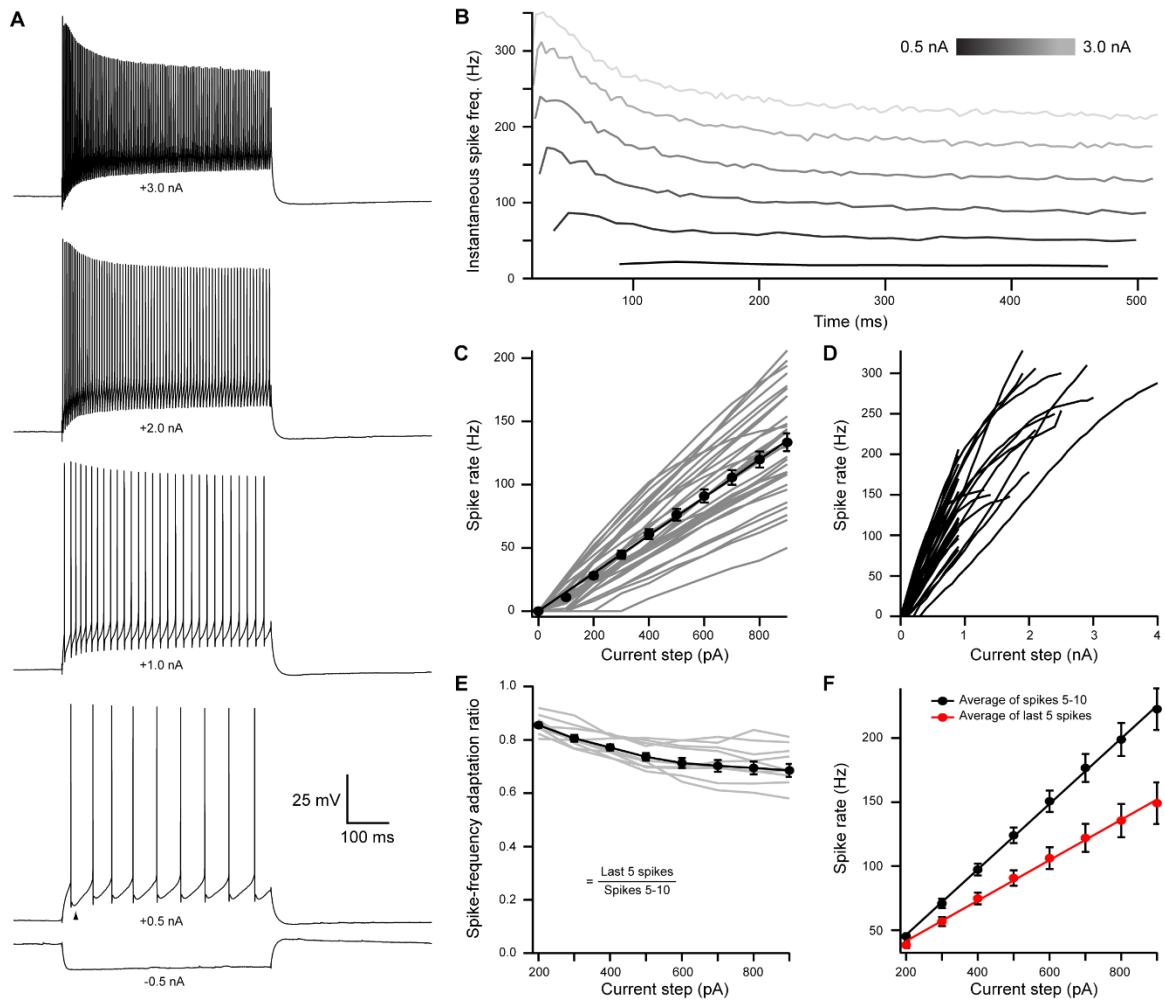 A
+3.0 nA
+2.0 nA
+1.0 nA
25 mV
100 ms
+0.5 nA
-0.5 nA
B
Instantaneous spike freq. (Hz)
300
200
100
0
0.5 nA 3.0 nA
100 200 300 400 500
Time (ms)
C
Spike rate (Hz)
200
150
100
50
0
0 200 400 600 800
Current step (pA)
D
Spike rate (Hz)
300
250
200
150
100
50
0
0 1 2 3 4
Current step (nA)
E
Spike-frequency adaptation ratio
1.0
0.8
0.6
0.4
0.2
0.0
= Last 5 spikes
Spikes 5-10
200 400 600 800
Current step (pA)
F
Average of spikes 5-10
Average of last 5 spikes
Spike rate (Hz)
200
150
100
50
200 400 600 800
Current step (pA)